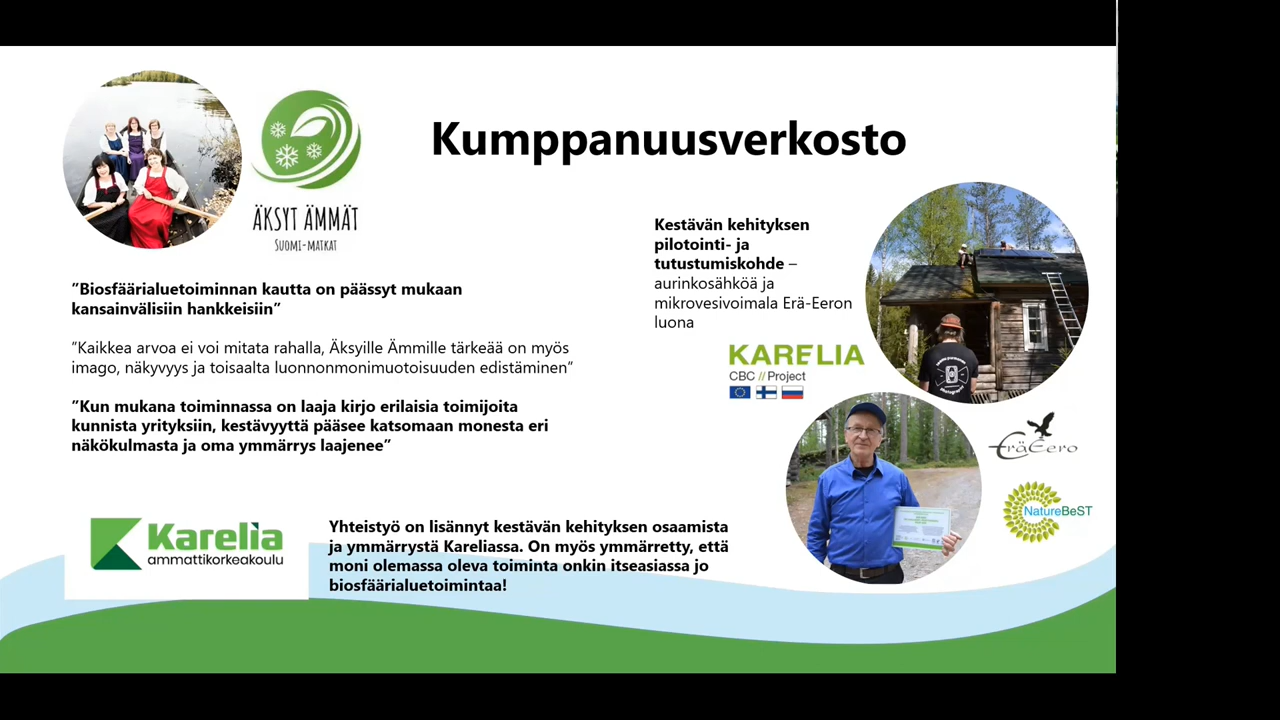 Kumppanuusverkosto
ÄKSYT ÄMMÄT
SUOMI-MATKAT
”Biosfäärialuetoiminnan kautta on päässyt mukaan
kansainvälisiin hankkeisiin”
”Kaikkea arvoa ei voi mitata rahalla, Äksyille Ämmille tärkeää on myös
imago, näkyvyys ja toisaalta luonnonmonimuotoisuuden edistäminen”
”Kun mukana toiminnassa on laaja kirjo erilaisia toimijoita
kunnista yrityksiin, kestävyyttä pääsee katsomaan monesta eri
näkökulmasta ja oma ymmärrys laajenee”
Kestävän kehityksen
pilotointi- ja
tutustumiskohde –
aurinkosähköä ja
mikrovesivoimala Erä-Eeron
luona
KARELIA
CBC // Project
EräEero
NatureBeST
Karelia
ammattikorkeakoulu
Yhteistyö on lisännyt kestävän kehityksen osaamista
ja ymmärrystä Kareliassa. On myös ymmärretty, että
moni olemassa oleva toiminta onkin itseasiassa jo
biosfäärialuetoimintaa!